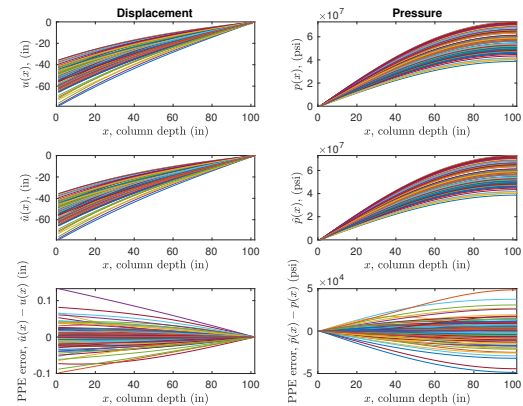 Displacement
Pressure
×10⁷
0
-20
-40
-60
u(x), (in)
0 20 40 60 80 100
x, column depth (in)
6
4
2
0
p(x), (psi)
0 20 40 60 80 100
x, column depth (in)
0
-20
-40
-60
û(x), (in)
0 20 40 60 80 100
x, column depth (in)
×10⁷
6
4
2
0
p̂(x), (psi)
0 20 40 60 80 100
x, column depth (in)
0.1
0
-0.1
PPE error, û(x) − u(x) (in)
0 20 40 60 80 100
x, column depth (in)
×10⁴
5
0
-5
PPE error, p̂(x) − p(x) (psi)
0 20 40 60 80 100
x, column depth (in)